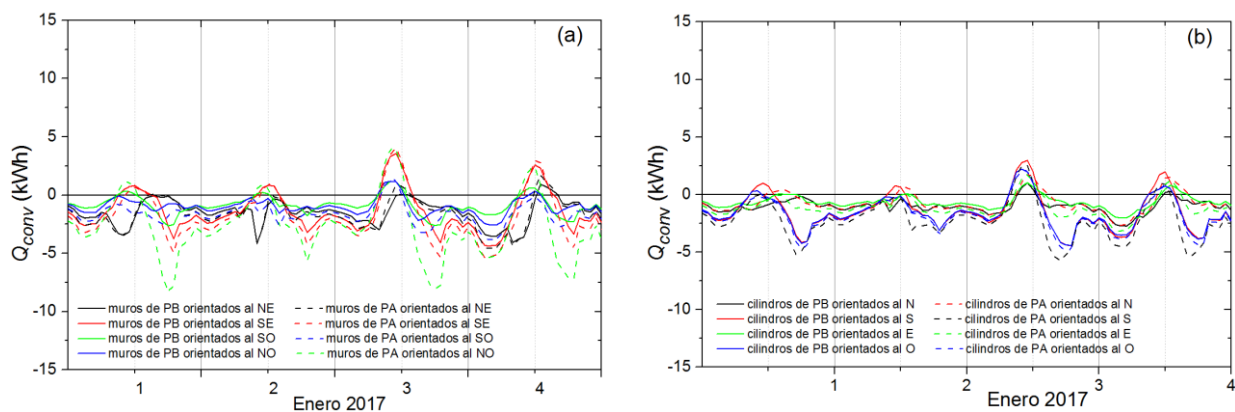 15
10
5
0
-5
-10
-15
Q_conv (kWh)
(a)
muros de PB orientados al NE
muros de PB orientados al SE
muros de PB orientados al SO
muros de PB orientados al NO
muros de PA orientados al NE
muros de PA orientados al SE
muros de PA orientados al SO
muros de PA orientados al NO
1 2 3 4
Enero 2017
15
10
5
0
-5
-10
-15
Q_conv (kWh)
(b)
cilindros de PB orientados al N
cilindros de PB orientados al S
cilindros de PB orientados al E
cilindros de PB orientados al O
cilindros de PA orientados al N
cilindros de PA orientados al S
cilindros de PA orientados al E
cilindros de PA orientados al O
1 2 3 4
Enero 2017